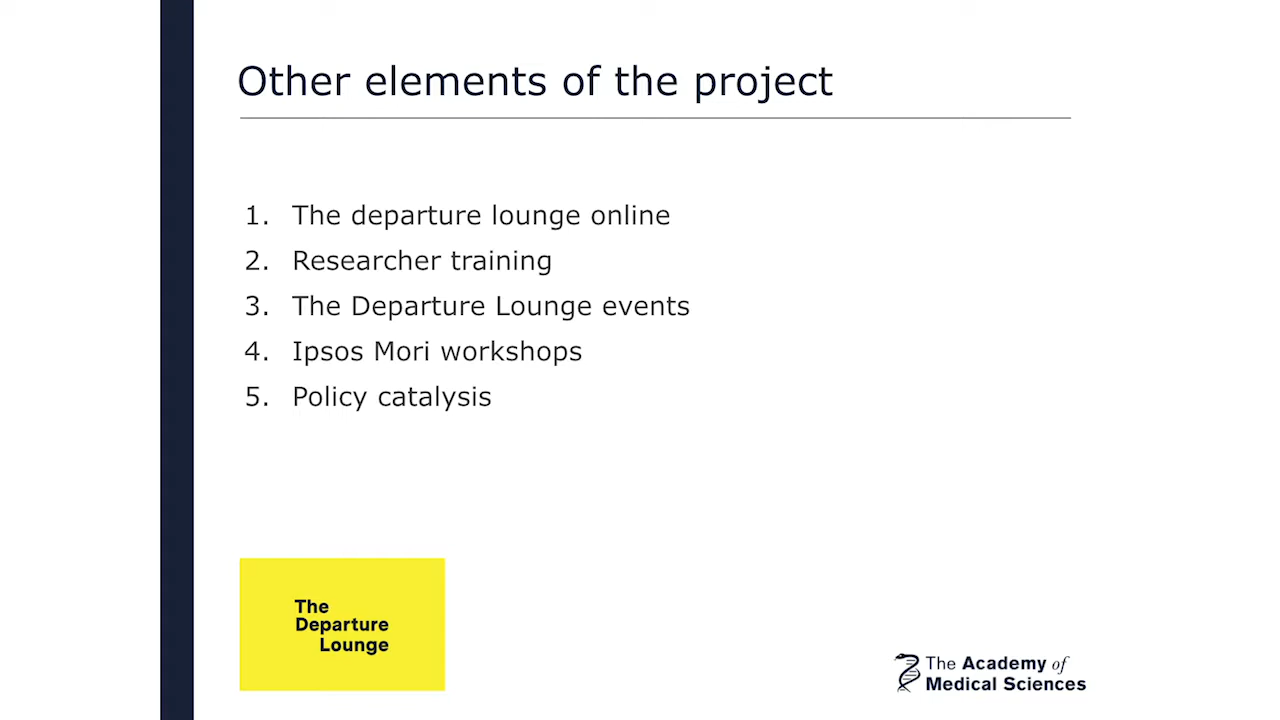 Other elements of the project
1. The departure lounge online
2. Researcher training
3. The Departure Lounge events
4. Ipsos Mori workshops
5. Policy catalysis
The
Departure
Lounge
The Academy of
Medical Sciences